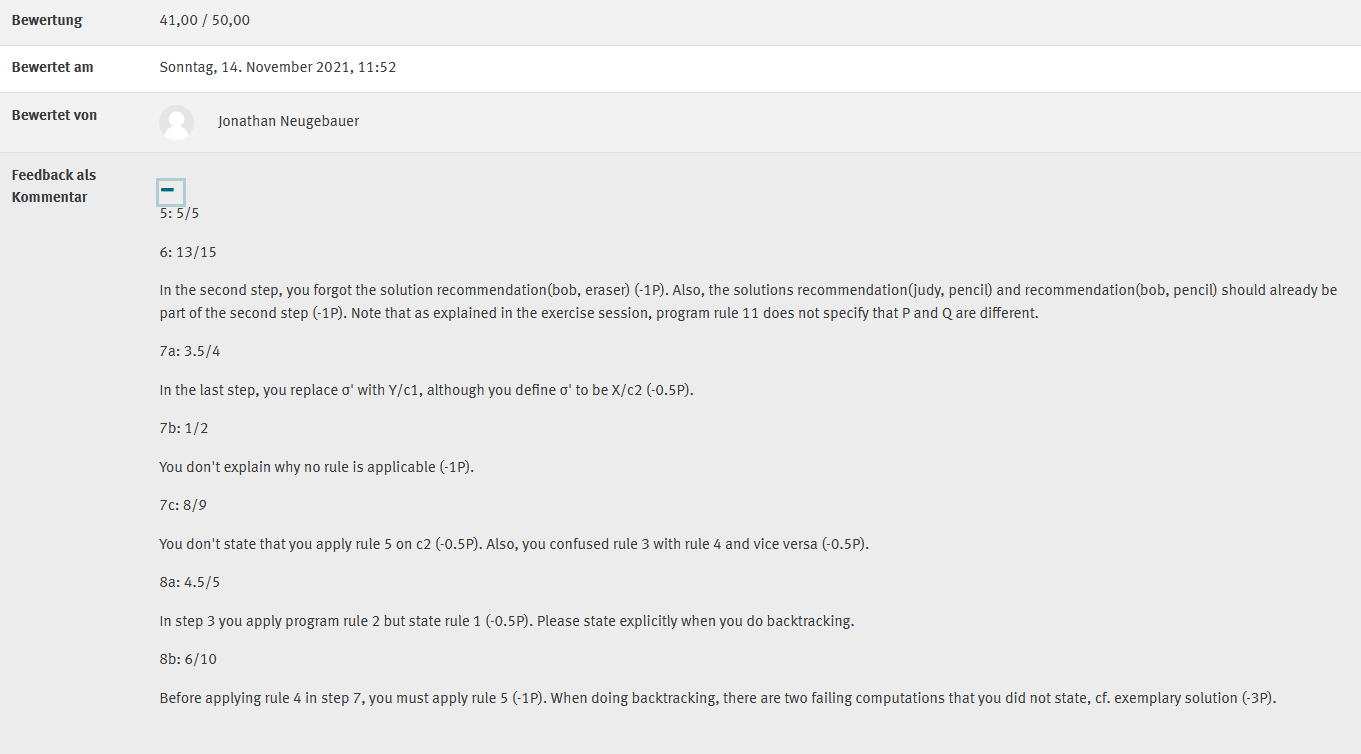 Bewertung 41,00 / 50,00
Bewertet am Sonntag, 14. November 2021, 11:52
Bewertet von Jonathan Neugebauer
Feedback als
Kommentar
5: 5/5
6: 13/15
In the second step, you forgot the solution recommendation(bob, eraser) (-1P). Also, the solutions recommendation(judy, pencil) and recommendation(bob, pencil) should already be
part of the second step (-1P). Note that as explained in the exercise session, program rule 11 does not specify that P and Q are different.
7a: 3.5/4
In the last step, you replace σ' with Y/c1, although you define σ' to be X/c2 (-0.5P).
7b: 1/2
You don't explain why no rule is applicable (-1P).
7c: 8/9
You don't state that you apply rule 5 on c2 (-0.5P). Also, you confused rule 3 with rule 4 and vice versa (-0.5P).
8a: 4.5/5
In step 3 you apply program rule 2 but state rule 1 (-0.5P). Please state explicitly when you do backtracking.
8b: 6/10
Before applying rule 4 in step 7, you must apply rule 5 (-1P). When doing backtracking, there are two failing computations that you did not state, cf. exemplary solution (-3P).